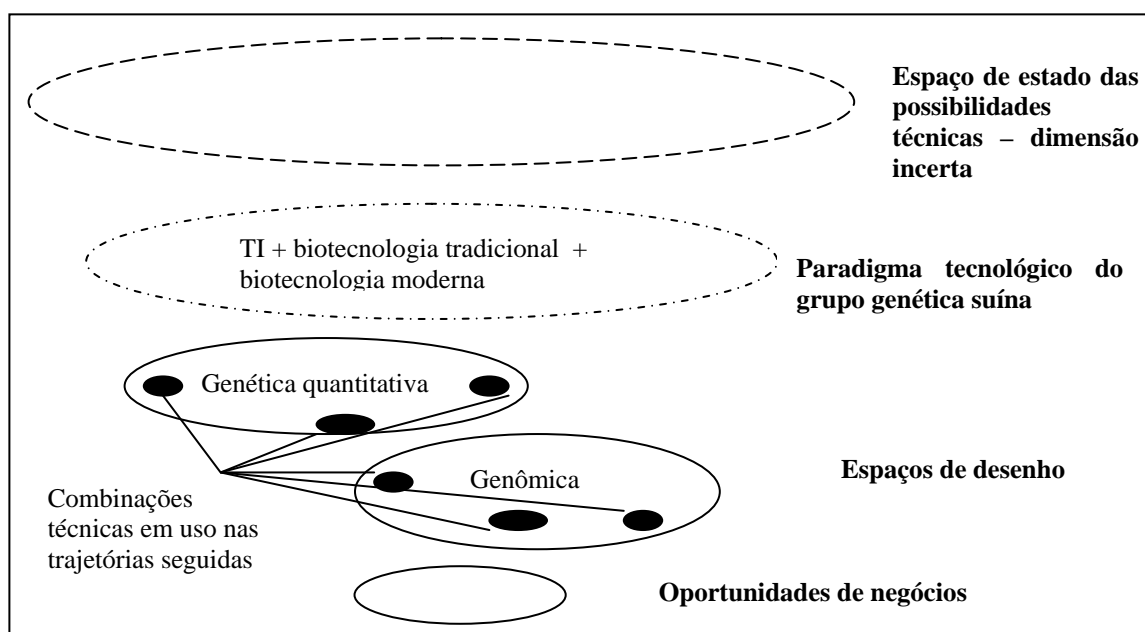 Espaço de estado das
possibilidades
técnicas – dimensão
incerta
TI + biotecnologia tradicional +
biotecnologia moderna
Paradigma tecnológico do
grupo genética suína
Genética quantitativa
Espaços de desenho
Genômica
Combinações
técnicas em uso nas
trajetórias seguidas
Oportunidades de negócios